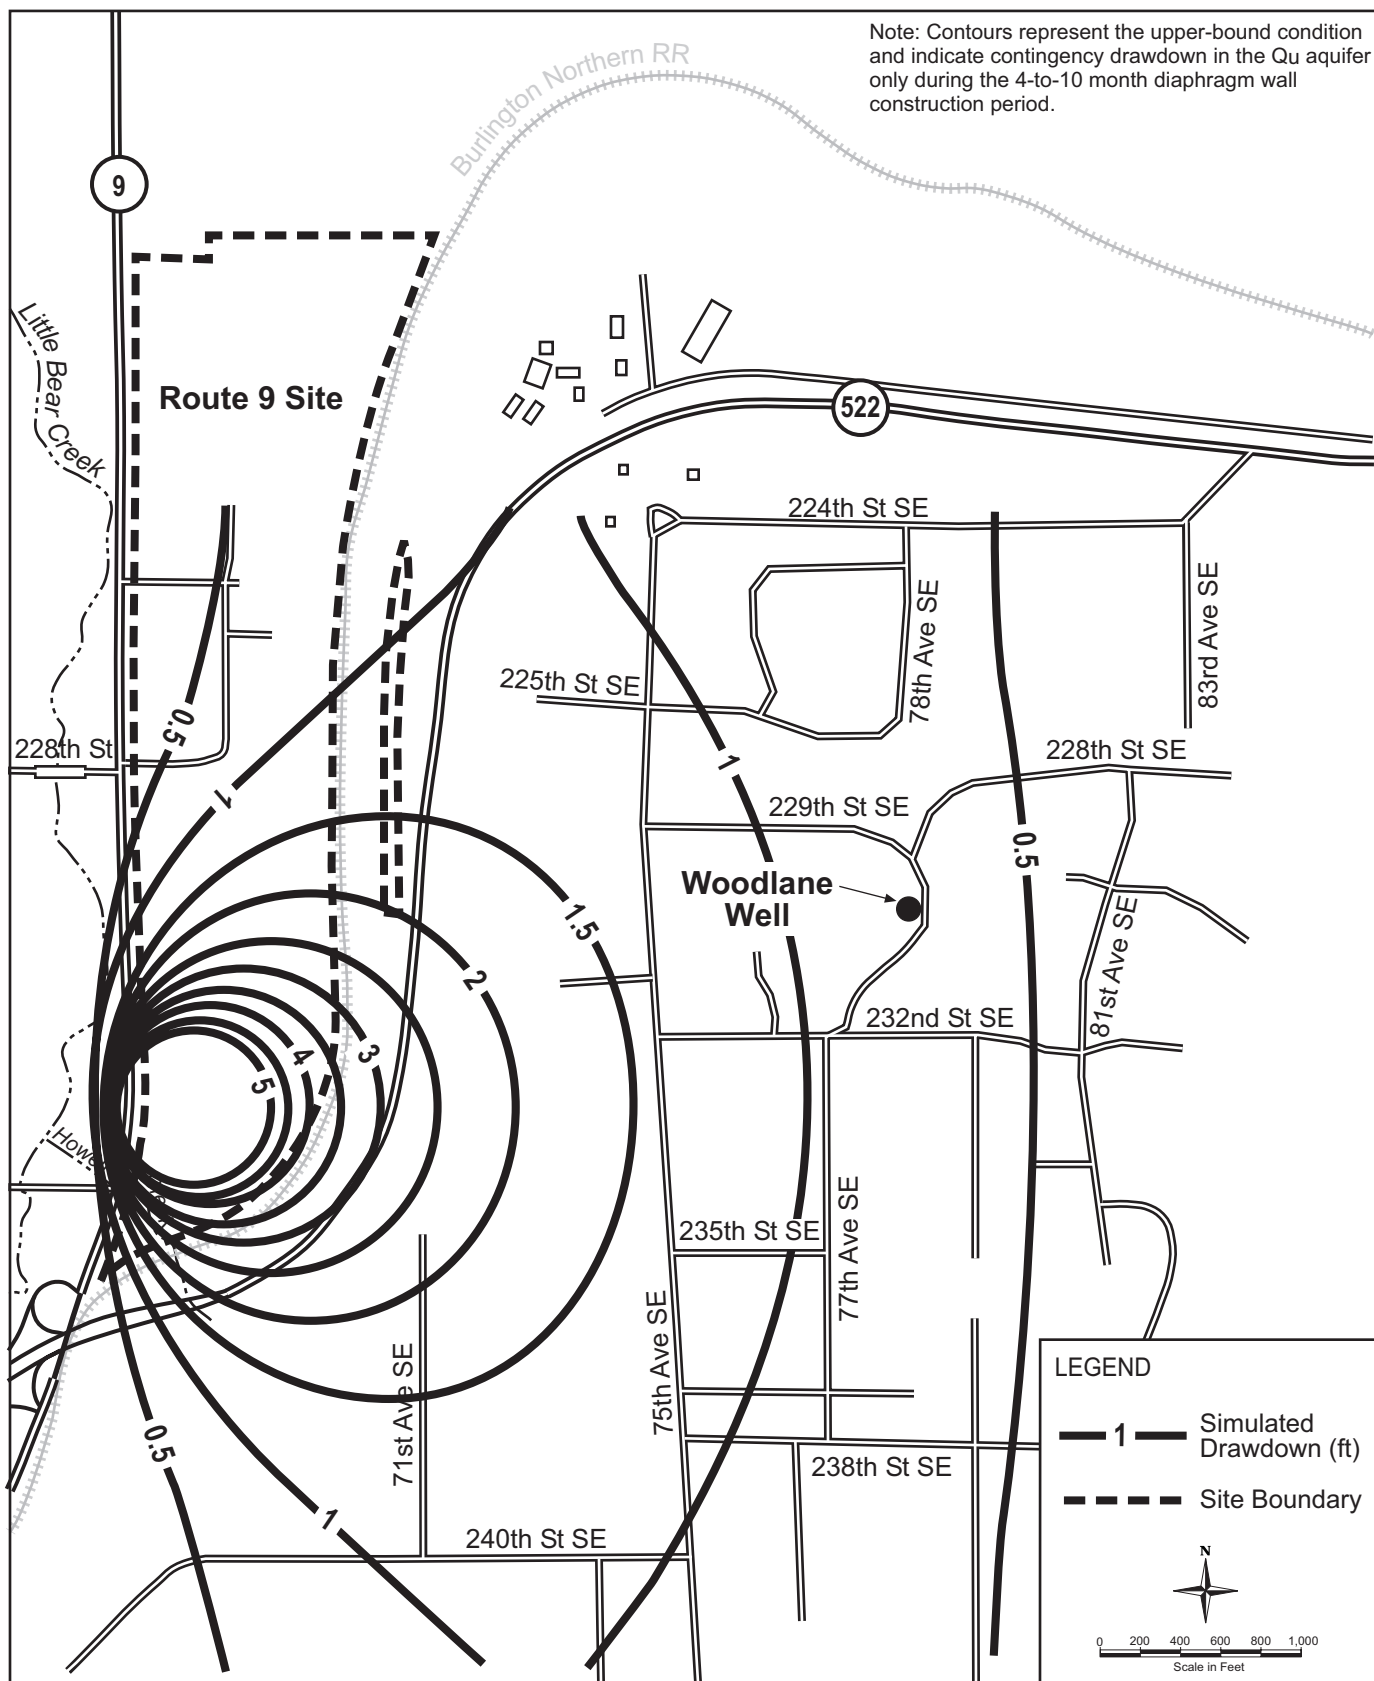 Note: Contours represent the upper-bound condition
and indicate contingency drawdown in the Qu aquifer
only during the 4-to-10 month diaphragm wall
construction period.
Burlington Northern RR
9
Little Bear Creek
Route 9 Site
522
224th St SE
78th Ave SE
83rd Ave SE
225th St SE
0.5
228th St
1
1
228th St SE
229th St SE
0.5
Woodlane
Well
1.5
2
81st Ave SE
232nd St SE
3
4
5
235th St SE
77th Ave SE
75th Ave SE
71st Ave SE
0.5
238th St SE
1
240th St SE
LEGEND
1
Simulated
Drawdown (ft)
Site Boundary
N
0 200 400 600 800 1,000
Scale in Feet